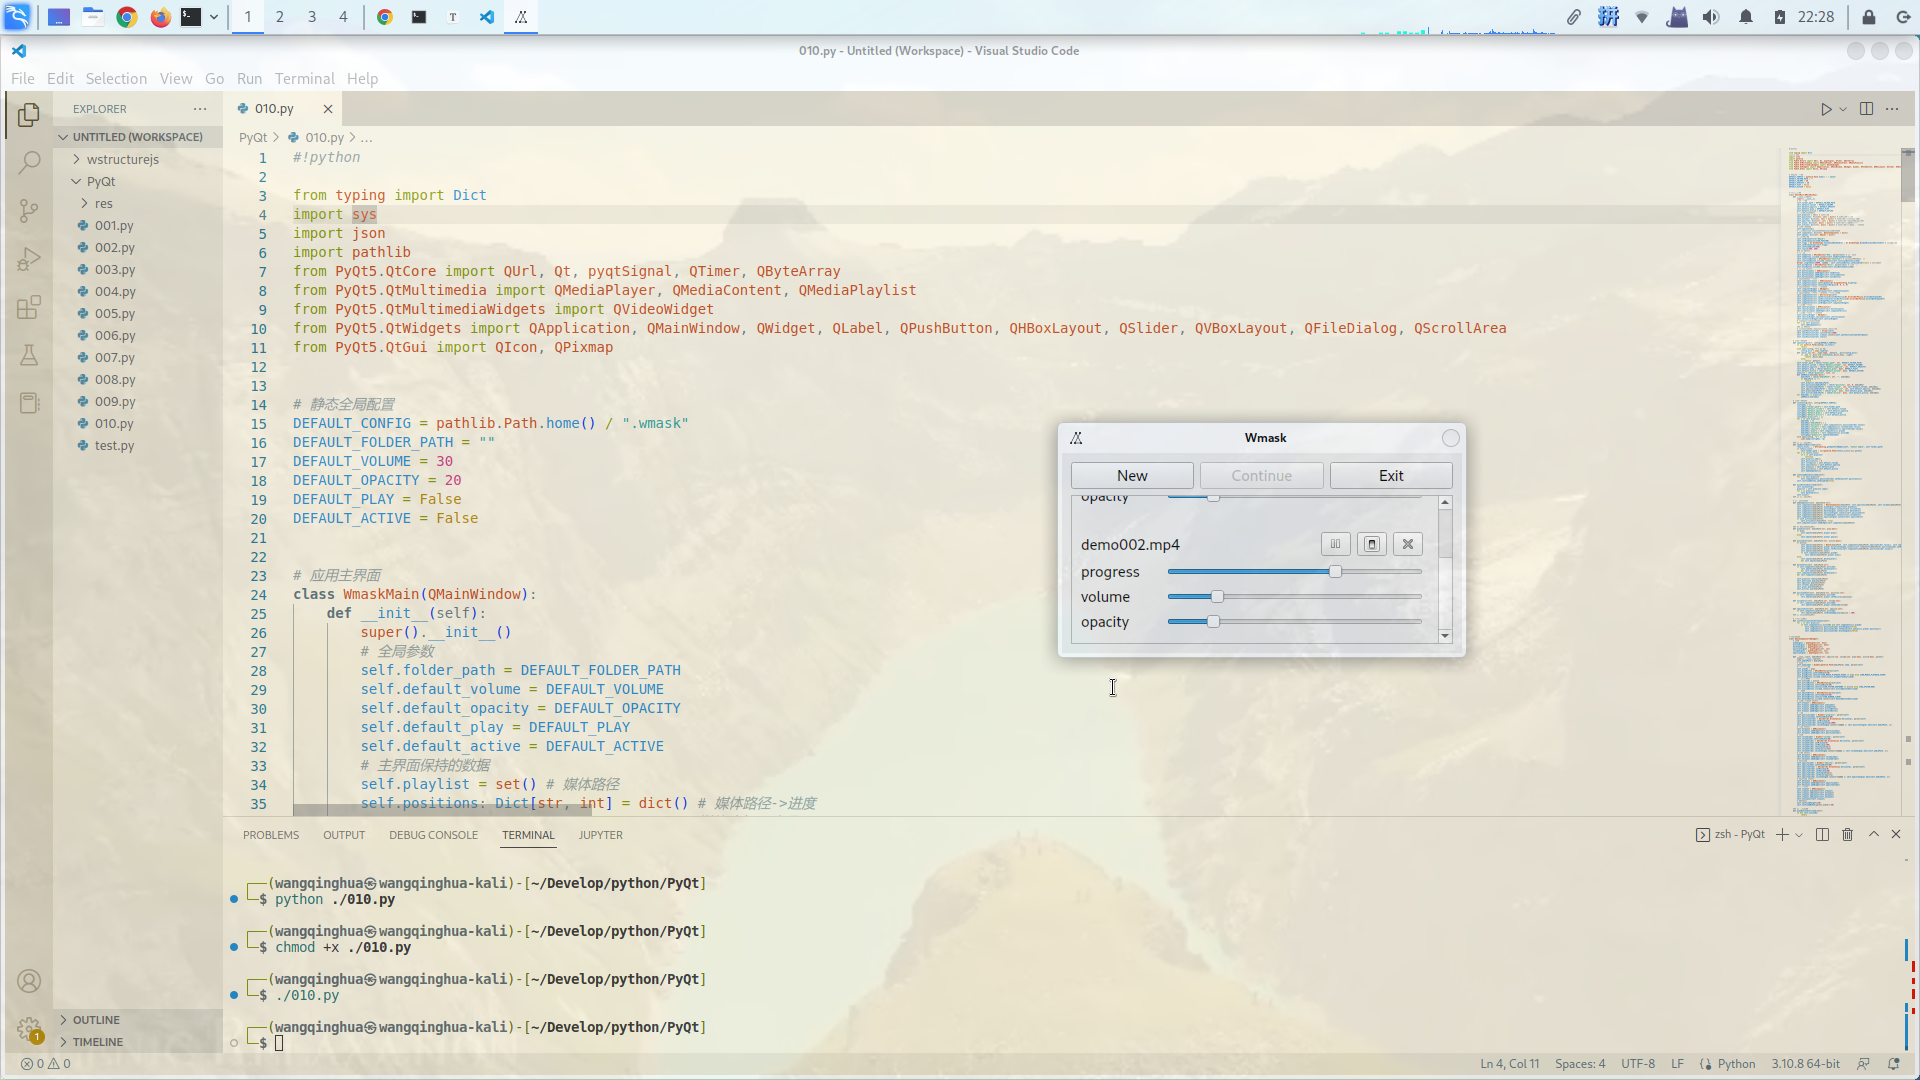 1
2
3
4
T
拼
22:28
010.py - Untitled (Workspace) - Visual Studio Code
File Edit Selection View Go Run Terminal Help
EXPLORER
UNTITLED (WORKSPACE)
wstructurejs
PyQt
res
001.py
002.py
003.py
004.py
005.py
006.py
007.py
008.py
009.py
010.py
test.py
OUTLINE
TIMELINE
1
010.py
PyQt > 010.py > ...
1 #!python
2
3 from typing import Dict
4 import sys
5 import json
6 import pathlib
7 from PyQt5.QtCore import QUrl, Qt, pyqtSignal, QTimer, QByteArray
8 from PyQt5.QtMultimedia import QMediaPlayer, QMediaContent, QMediaPlaylist
9 from PyQt5.QtMultimediaWidgets import QVideoWidget
10 from PyQt5.QtWidgets import QApplication, QMainWindow, QWidget, QLabel, QPushButton, QHBoxLayout, QSlider, QVBoxLayout, QFileDialog, QScrollArea
11 from PyQt5.QtGui import QIcon, QPixmap
12
13
14 # 静态全局配置
15 DEFAULT_CONFIG = pathlib.Path.home() / ".wmask"
16 DEFAULT_FOLDER_PATH = ""
17 DEFAULT_VOLUME = 30
18 DEFAULT_OPACITY = 20
19 DEFAULT_PLAY = False
20 DEFAULT_ACTIVE = False
21
22
23 # 应用主界面
24 class WmaskMain(QMainWindow):
25 def __init__(self):
26 super().__init__()
27 # 全局参数
28 self.folder_path = DEFAULT_FOLDER_PATH
29 self.default_volume = DEFAULT_VOLUME
30 self.default_opacity = DEFAULT_OPACITY
31 self.default_play = DEFAULT_PLAY
32 self.default_active = DEFAULT_ACTIVE
33 # 主界面保持的数据
34 self.playlist = set() # 媒体路径
35 self.positions: Dict[str, int] = dict() # 媒体路径->进度
Wmask
New Continue Exit
opacity
demo002.mp4
progress
volume
opacity
PROBLEMS OUTPUT DEBUG CONSOLE TERMINAL JUPYTER
zsh - PyQt
┌──(wangqinghua㉿wangqinghua-kali)-[~/Develop/python/PyQt]
└─$ python ./010.py
┌──(wangqinghua㉿wangqinghua-kali)-[~/Develop/python/PyQt]
└─$ chmod +x ./010.py
┌──(wangqinghua㉿wangqinghua-kali)-[~/Develop/python/PyQt]
└─$ ./010.py
┌──(wangqinghua㉿wangqinghua-kali)-[~/Develop/python/PyQt]
└─$
0 0
Ln 4, Col 11 Spaces: 4 UTF-8 LF Python 3.10.8 64-bit